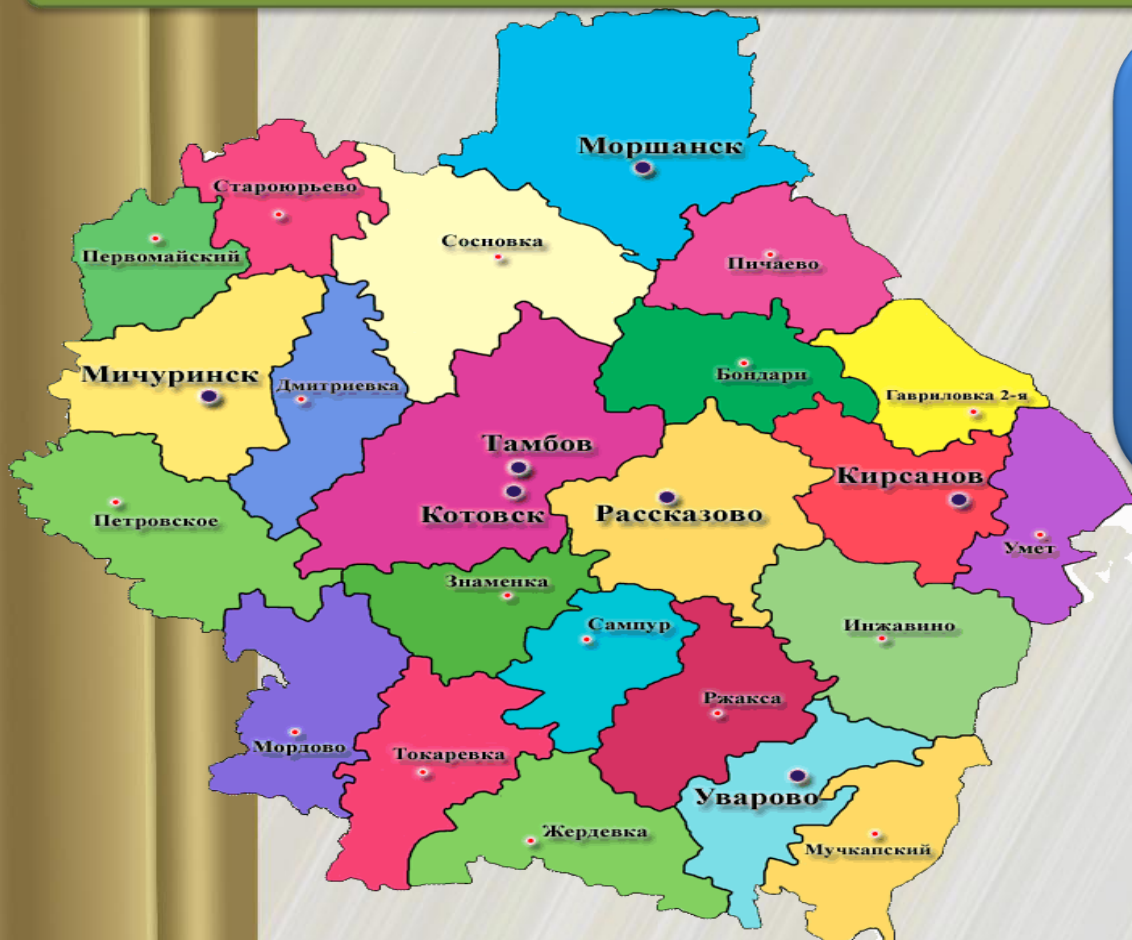 Моршанск
Староюрьево
Сосновка
Первомайский
Пичаево
Мичуринск
Дмитриевка
Бондари
Гавриловка 2-я
Тамбов
Кирсанов
Котовск
Рассказово
Петровское
Умет
Знаменка
Сампур
Инжавино
Ржакса
Мордово
Токаревка
Уварово
Жердевка
Мучкапский